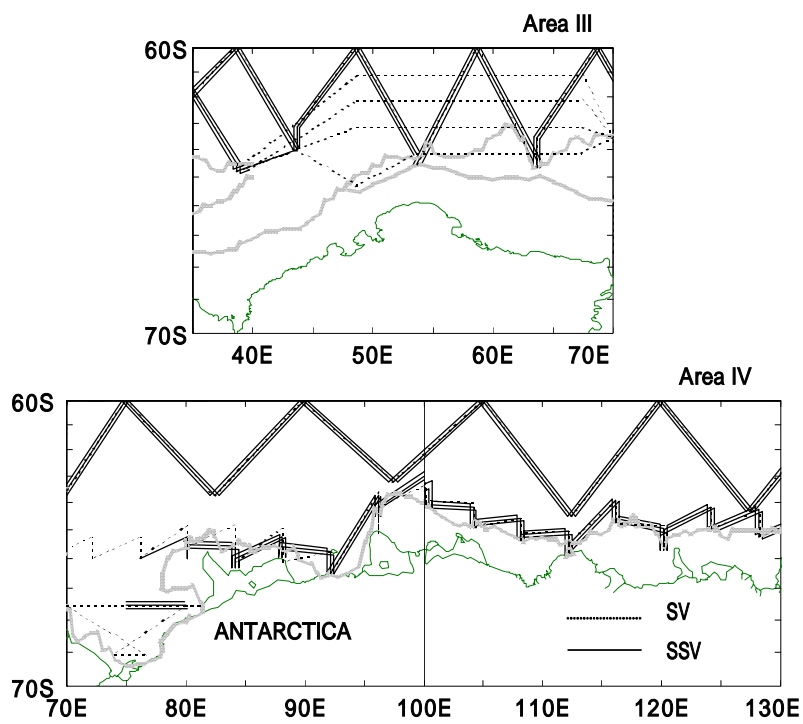 Area III
60S
70S
40E 50E 60E 70E
Area IV
60S
ANTARCTICA
SV
SSV
70S
70E 80E 90E 100E 110E 120E 130E